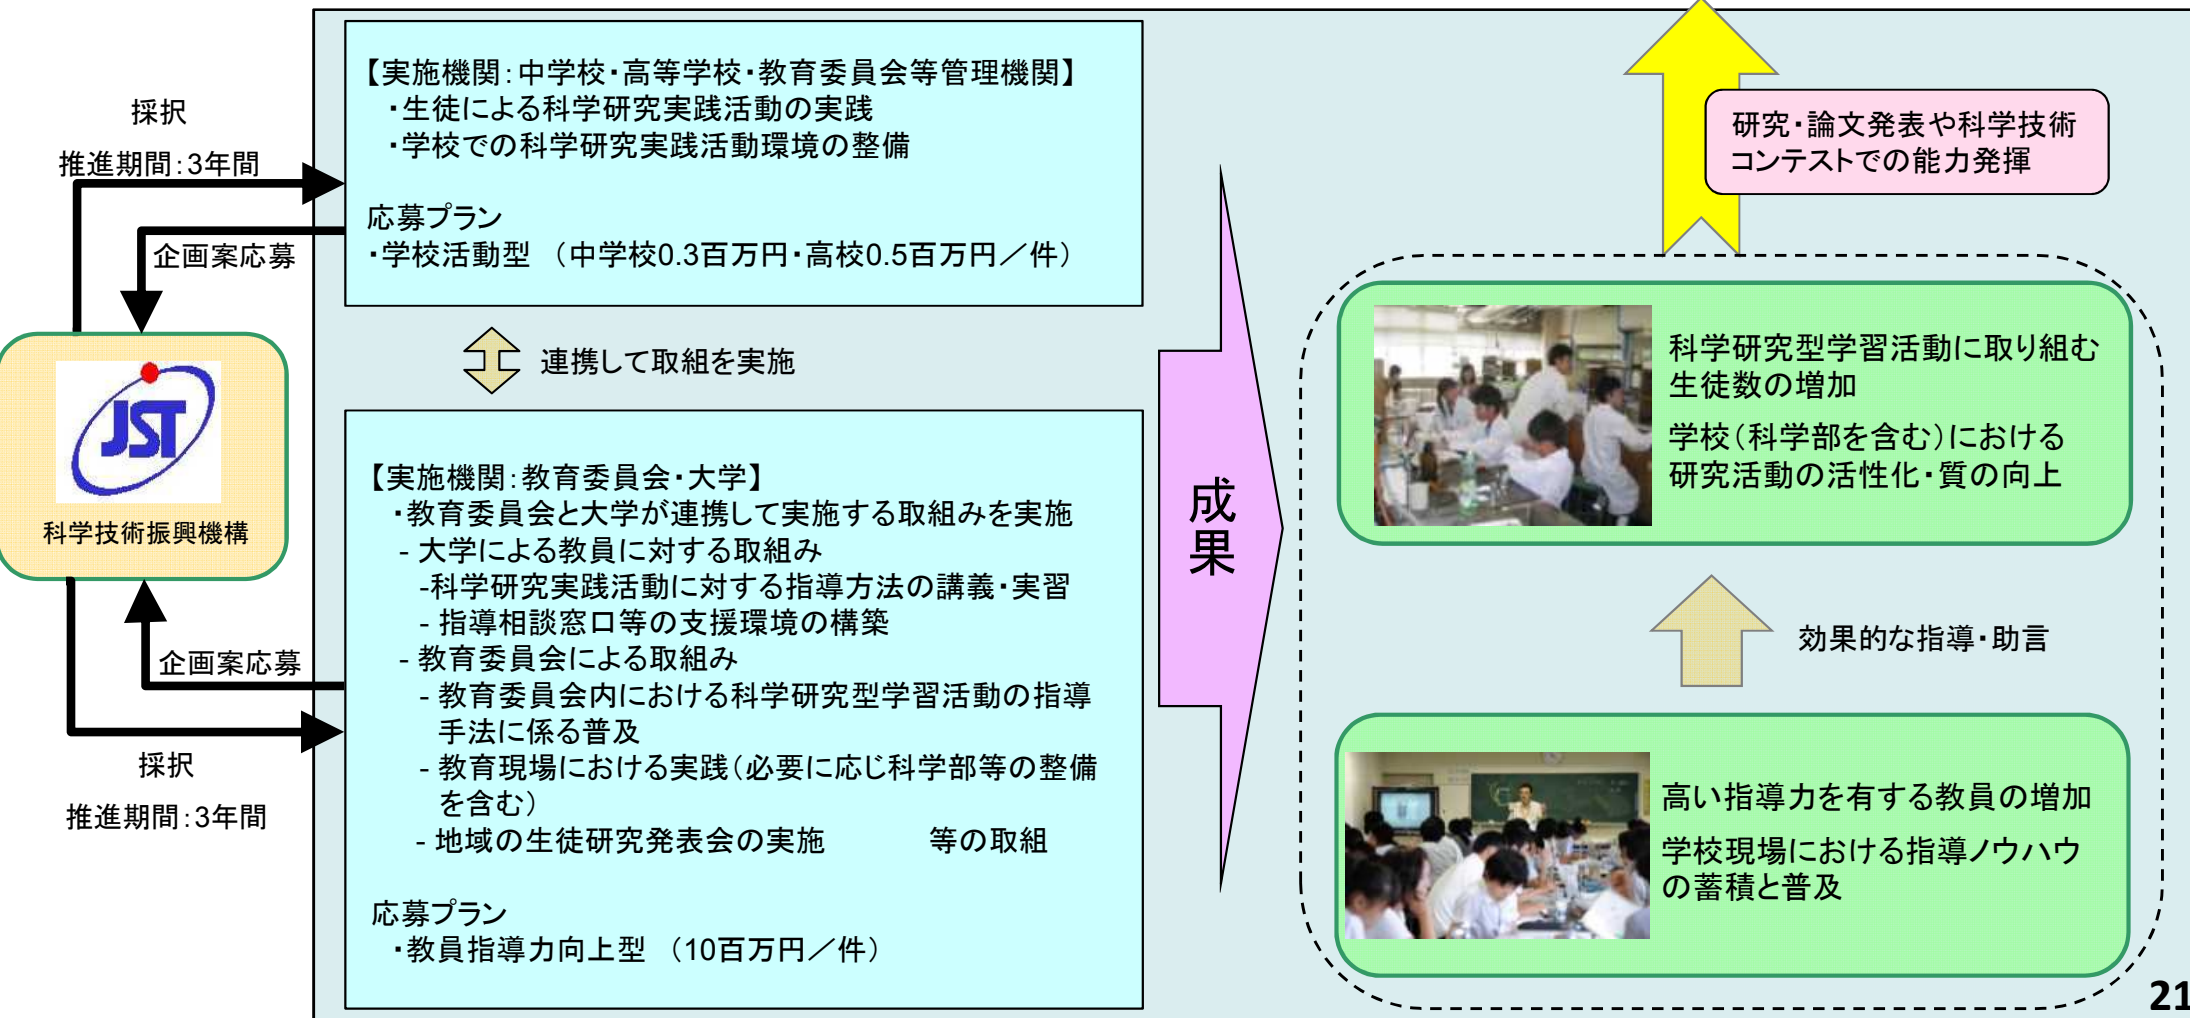 採択
推進期間:3年間
企画案応募
JST
科学技術振興機構
企画案応募
採択
推進期間:3年間
【実施機関:中学校・高等学校・教育委員会等管理機関】
・生徒による科学研究実践活動の実践
・学校での科学研究実践活動環境の整備
応募プラン
・学校活動型 (中学校0.3百万円・高校0.5百万円/件)
連携して取組を実施
【実施機関:教育委員会・大学】
・教育委員会と大学が連携して実施する取組みを実施
- 大学による教員に対する取組み
-科学研究実践活動に対する指導方法の講義・実習
- 指導相談窓口等の支援環境の構築
- 教育委員会による取組み
- 教育委員会内における科学研究型学習活動の指導
手法に係る普及
- 教育現場における実践(必要に応じ科学部等の整備
を含む)
- 地域の生徒研究発表会の実施 等の取組
応募プラン
・教員指導力向上型 (10百万円/件)
成果
研究・論文発表や科学技術
コンテストでの能力発揮
科学研究型学習活動に取り組む
生徒数の増加
学校(科学部を含む)における
研究活動の活性化・質の向上
効果的な指導・助言
高い指導力を有する教員の増加
学校現場における指導ノウハウ
の蓄積と普及
21